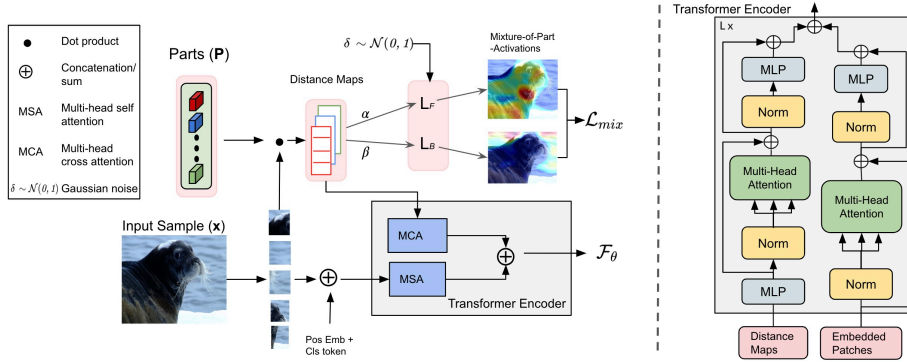 Dot product
Concatenation/
sum
MSA
Multi-head self
attention
MCA
Multi-head
cross attention
δ ~ N(0, 1) Gaussian noise
Parts (P)
Distance Maps
δ ~ N(0, 1)
α
β
L_F
L_B
Mixture-of-Part
-Activations
ℒ_mix
Input Sample (x)
Pos Emb +
Cls token
MCA
MSA
Transformer Encoder
ℱ_θ
Transformer Encoder
L x
MLP
Norm
Multi-Head
Attention
Norm
MLP
Distance
Maps
MLP
Norm
Multi-Head
Attention
Norm
Embedded
Patches